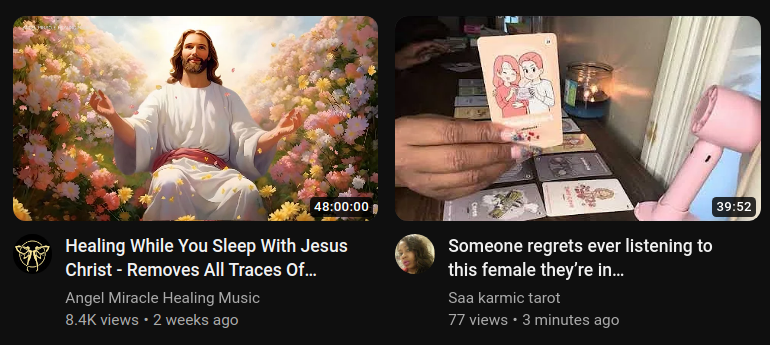 48:00:00
39:52
Healing While You Sleep With Jesus
Christ - Removes All Traces Of...
Angel Miracle Healing Music
8.4K views • 2 weeks ago
Someone regrets ever listening to
this female they’re in...
Saa karmic tarot
77 views • 3 minutes ago